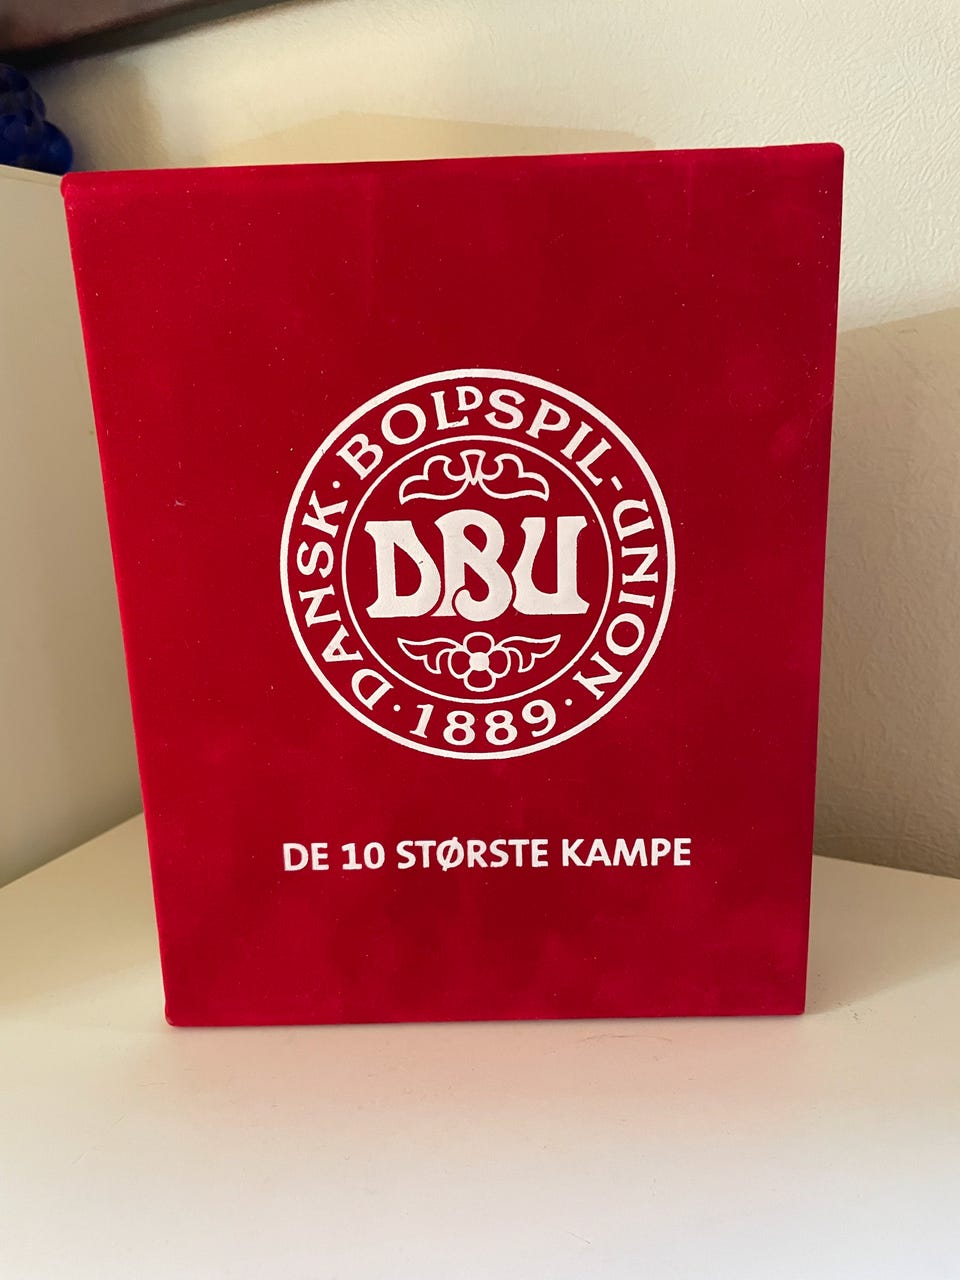 DANSK · BOLDSPIL-UNION
· 1889 ·
DBU
DE 10 STØRSTE KAMPE